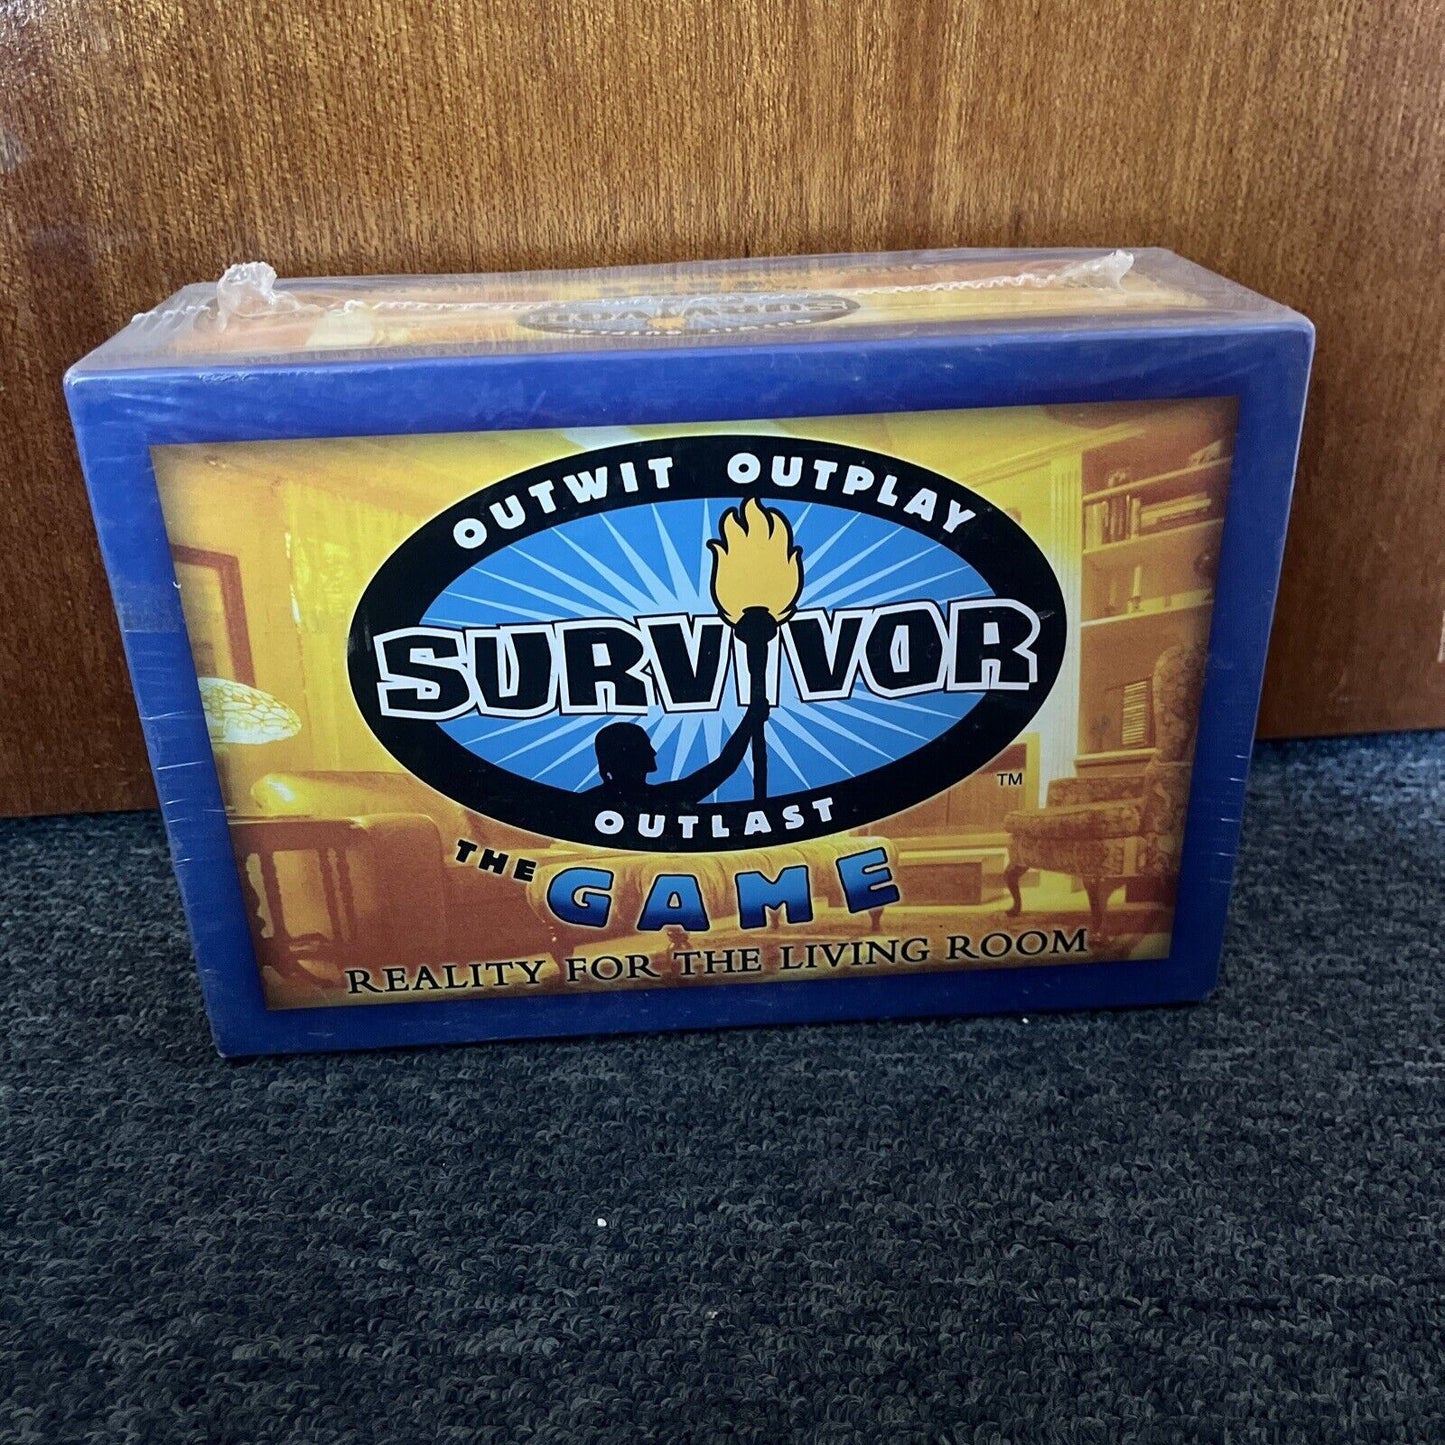 OUTWIT OUTPLAY
SURVIVOR
TM
OUTLAST
THE GAME
REALITY FOR THE LIVING ROOM